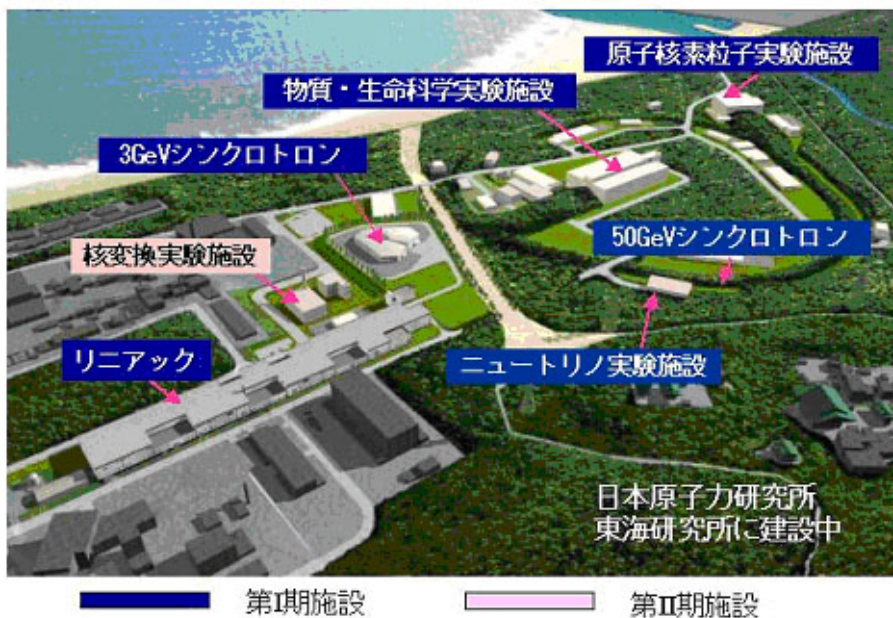 原子核素粒子実験施設
物質・生命科学実験施設
3GeVシンクロトロン
50GeVシンクロトロン
核変換実験施設
リニアック
ニュートリノ実験施設
日本原子力研究所
東海研究所に建設中
第Ⅰ期施設
第Ⅱ期施設